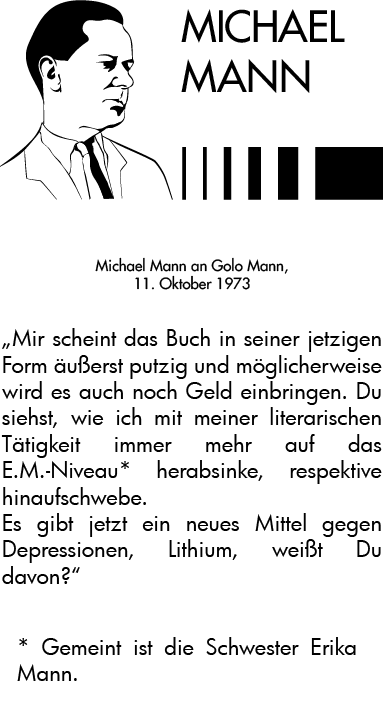 MICHAEL
MANN
Michael Mann an Golo Mann,
11. Oktober 1973
„Mir scheint das Buch in seiner jetzigen
Form äußerst putzig und möglicherweise
wird es auch noch Geld einbringen. Du
siehst, wie ich mit meiner literarischen
Tätigkeit immer mehr auf das
E.M.-Niveau* herabsinke, respektive
hinaufschwebe.
Es gibt jetzt ein neues Mittel gegen
Depressionen, Lithium, weißt Du
davon?“
* Gemeint ist die Schwester Erika
Mann.